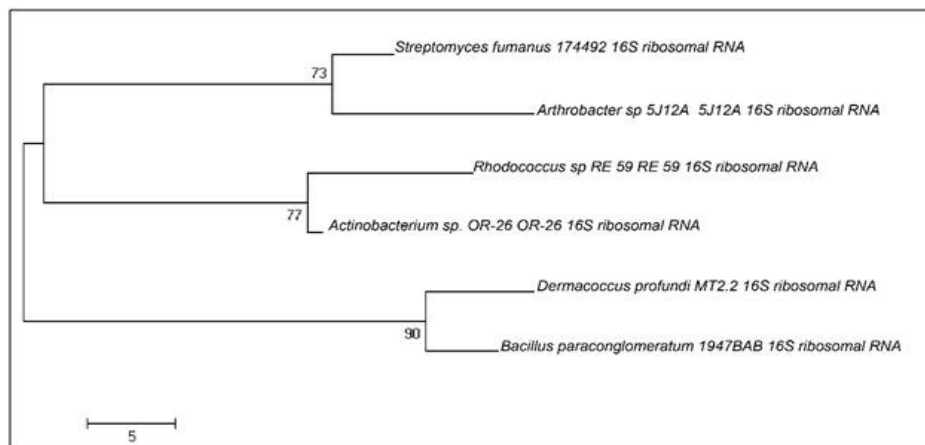 Streptomyces fumanus 174492 16S ribosomal RNA
73
Arthrobacter sp 5J12A 5J12A 16S ribosomal RNA
Rhodococcus sp RE 59 RE 59 16S ribosomal RNA
77
Actinobacterium sp. OR-26 OR-26 16S ribosomal RNA
Dermacoccus profundi MT2.2 16S ribosomal RNA
90
Bacillus paraconglomeratum 1947BAB 16S ribosomal RNA
5